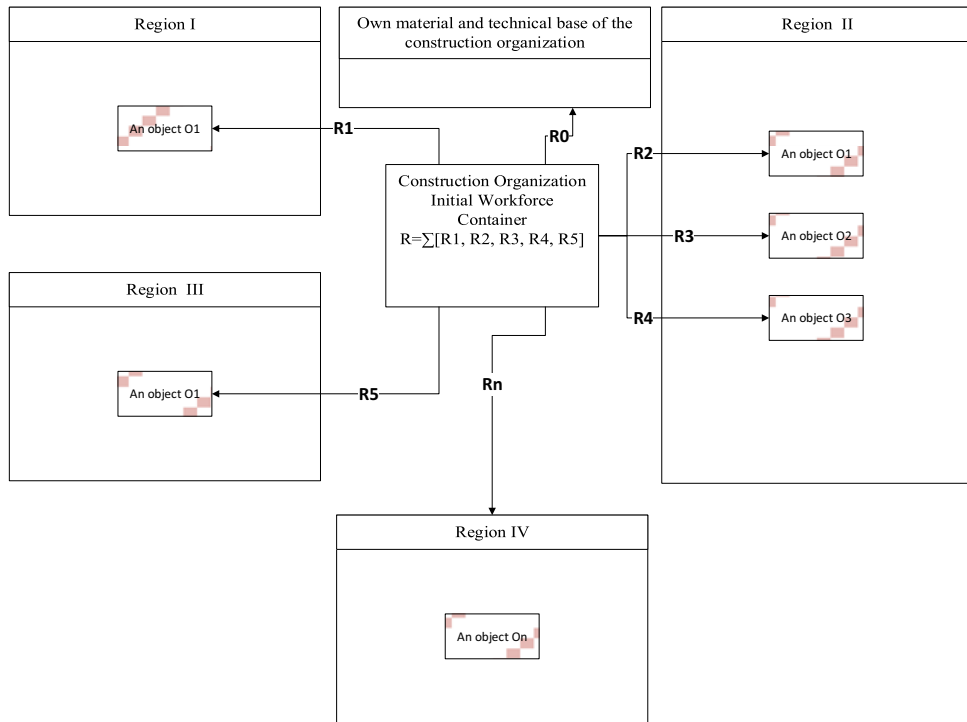 Region I
Own material and technical base of the
construction organization
Region II
An object O1
R1
R0
R2
An object O1
Construction Organization
Initial Workforce
Container
R=∑[R1, R2, R3, R4, R5]
R3
An object O2
R4
An object O3
Region III
An object O1
R5
Rn
Region IV
An object On